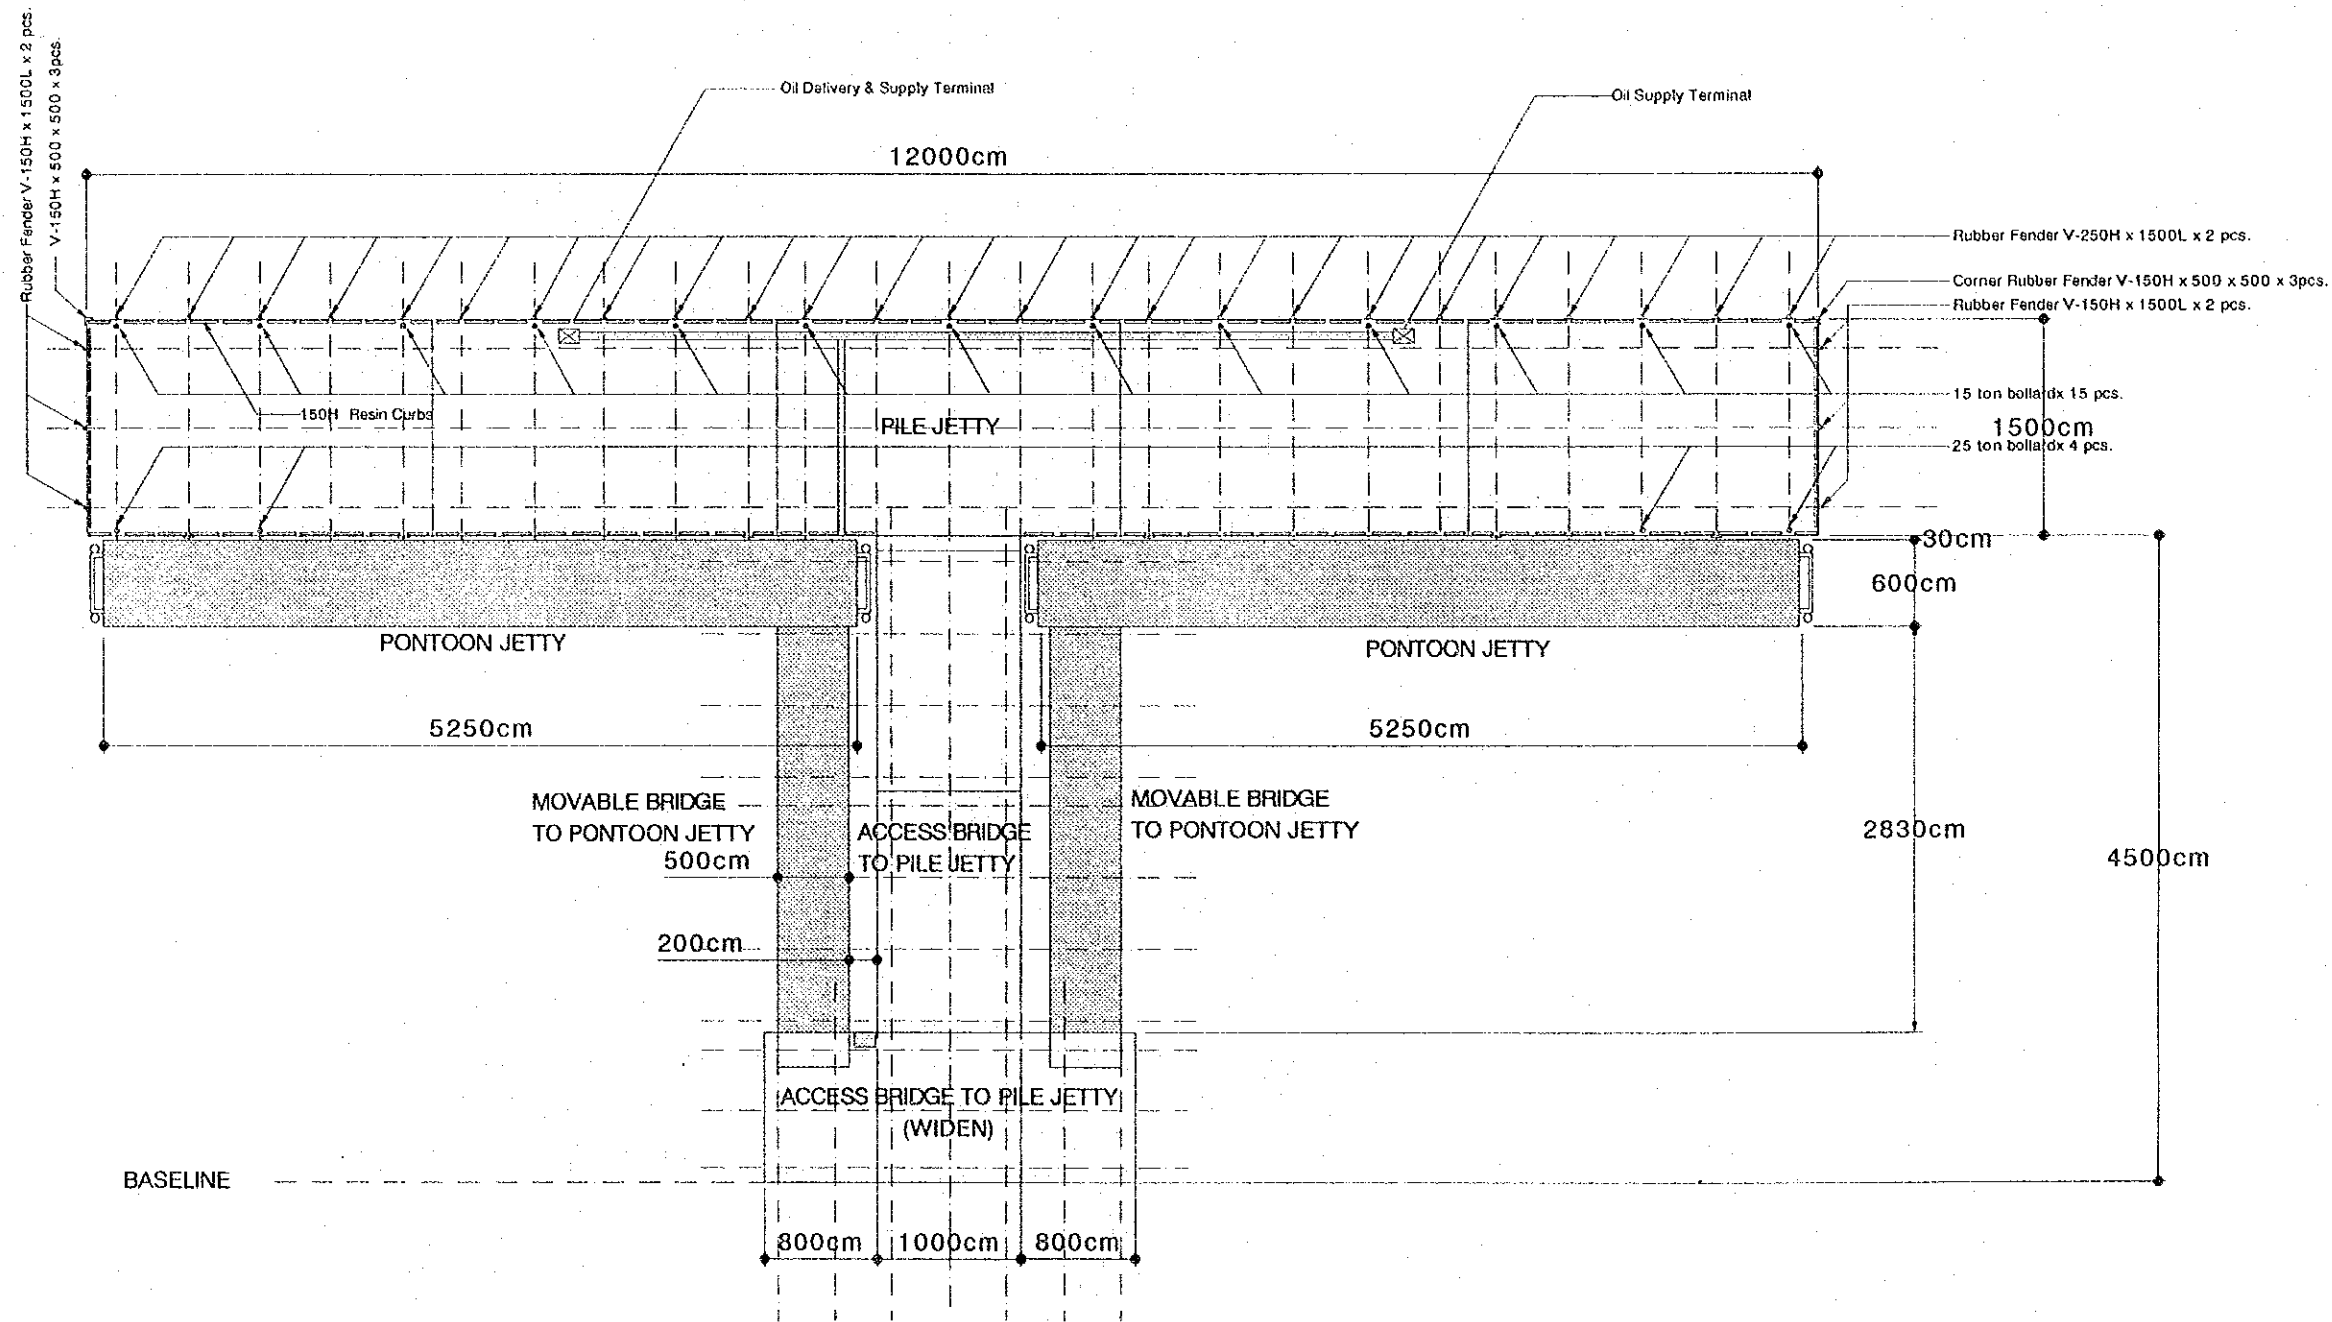 Rubber Fender V-150H x 1500L x 2 pcs.
V-150H x 500 x 500 x 3pcs.
Oil Delivery & Supply Terminal
Oil Supply Terminal
12000cm
Rubber Fender V-250H x 1500L x 2 pcs.
Corner Rubber Fender V-150H x 500 x 500 x 3pcs.
Rubber Fender V-150H x 1500L x 2 pcs.
15 ton bollardx 15 pcs.
150H Resin Curbs
PILE JETTY
1500cm
25 ton bollardx 4 pcs.
30cm
600cm
PONTOON JETTY
PONTOON JETTY
5250cm
5250cm
MOVABLE BRIDGE
TO PONTOON JETTY
500cm
ACCESS BRIDGE
TO PILE JETTY
MOVABLE BRIDGE
TO PONTOON JETTY
2830cm
4500cm
200cm
ACCESS BRIDGE TO PILE JETTY
(WIDEN)
BASELINE
800cm
1000cm
800cm